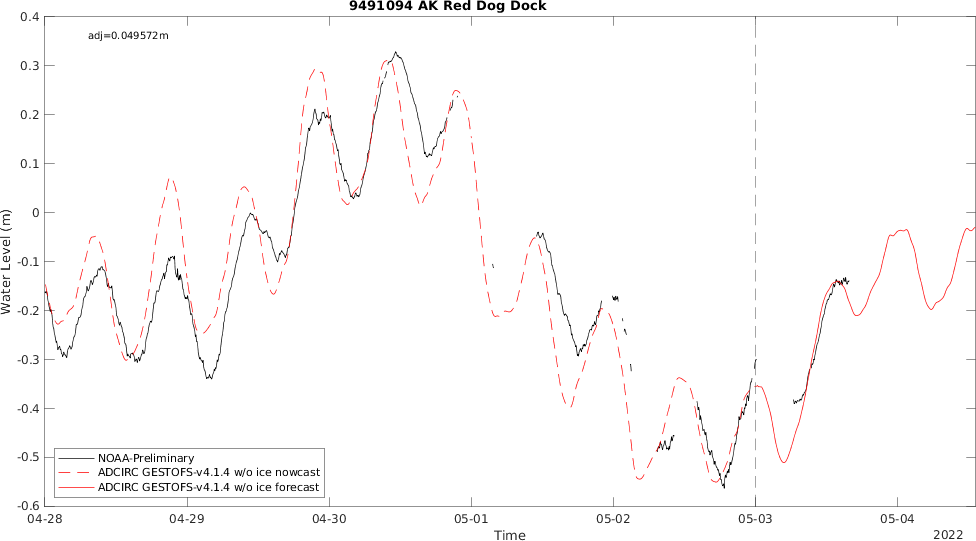 9491094 AK Red Dog Dock
adj=0.049572m
0.4
0.3
0.2
0.1
0
-0.1
-0.2
-0.3
-0.4
-0.5
-0.6
Water Level (m)
NOAA-Preliminary
ADCIRC GESTOFS-v4.1.4 w/o ice nowcast
ADCIRC GESTOFS-v4.1.4 w/o ice forecast
04-28 04-29 04-30 05-01 05-02 05-03 05-04
Time
2022